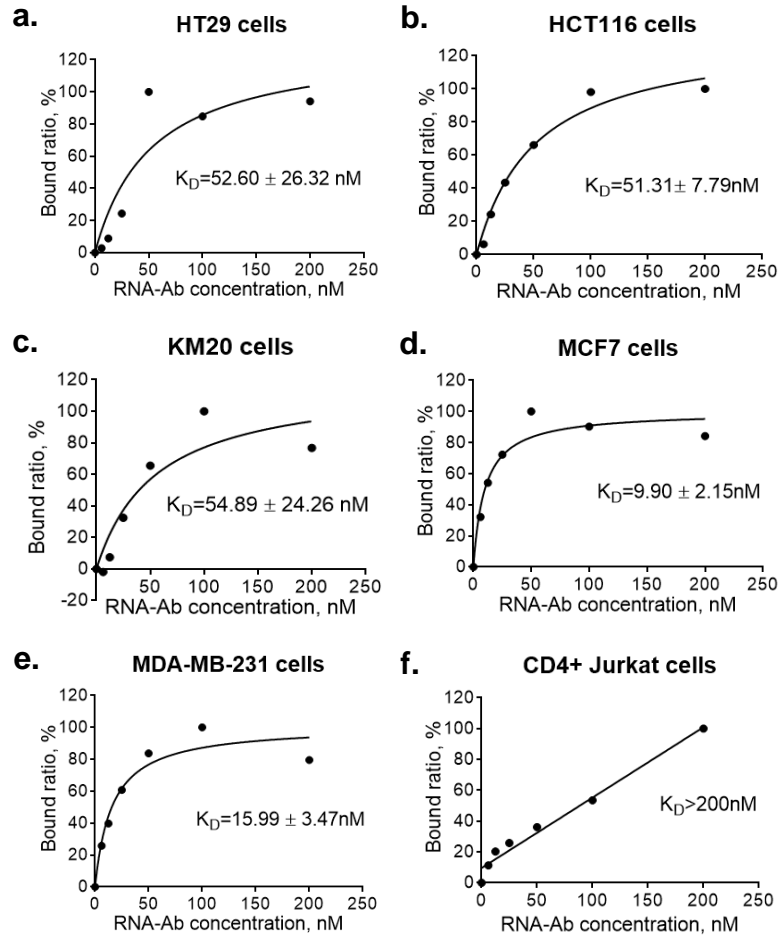 a.
HT29 cells
120
100
80
60
40
20
0
Bound ratio, %
K_D=52.60 ± 26.32 nM
0 50 100 150 200 250
RNA-Ab concentration, nM
b.
HCT116 cells
120
100
80
60
40
20
0
Bound ratio, %
K_D=51.31± 7.79nM
0 50 100 150 200 250
RNA-Ab concentration, nM
c.
KM20 cells
120
100
80
60
40
20
0
-20
Bound ratio, %
K_D=54.89 ± 24.26 nM
0 50 100 150 200 250
RNA-Ab concentration, nM
d.
MCF7 cells
120
100
80
60
40
20
0
Bound ratio, %
K_D=9.90 ± 2.15nM
0 50 100 150 200 250
RNA-Ab concentration, nM
e.
MDA-MB-231 cells
120
100
80
60
40
20
0
Bound ratio, %
K_D=15.99 ± 3.47nM
0 50 100 150 200 250
RNA-Ab concentration, nM
f.
CD4+ Jurkat cells
120
100
80
60
40
20
0
Bound ratio, %
K_D>200nM
0 50 100 150 200 250
RNA-Ab concentration, nM